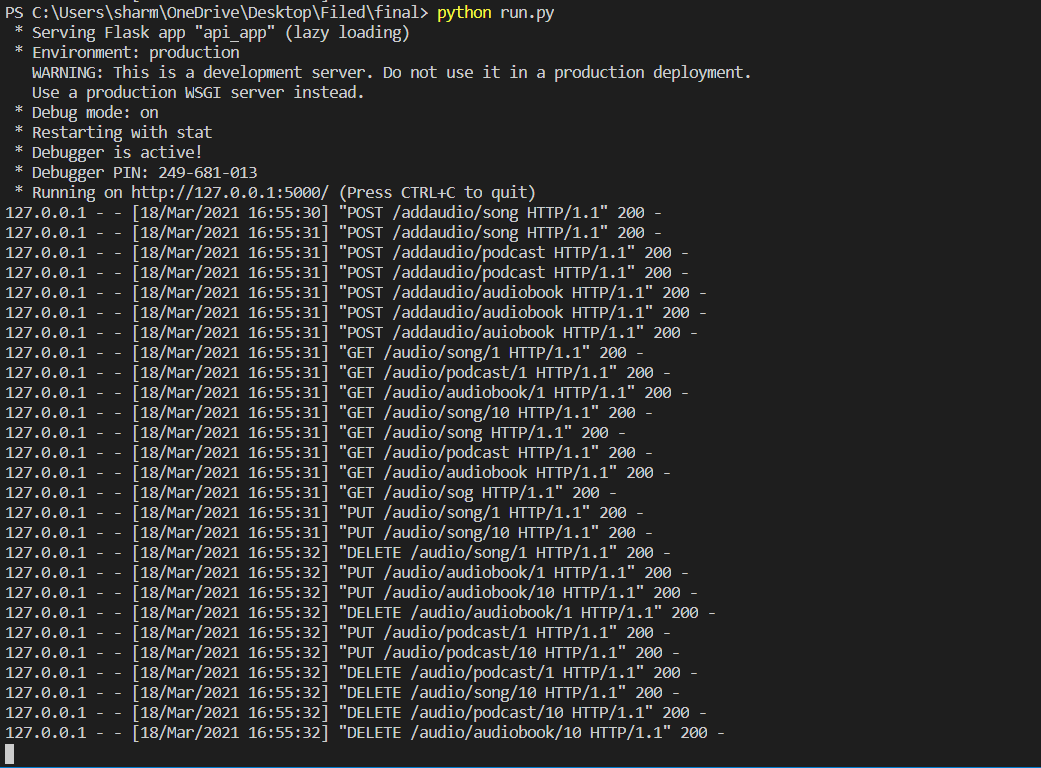 PS C:\Users\sharm\OneDrive\Desktop\Filed\final> python run.py
* Serving Flask app "api_app" (lazy loading)
* Environment: production
WARNING: This is a development server. Do not use it in a production deployment.
Use a production WSGI server instead.
* Debug mode: on
* Restarting with stat
* Debugger is active!
* Debugger PIN: 249-681-013
* Running on http://127.0.0.1:5000/ (Press CTRL+C to quit)
127.0.0.1 - - [18/Mar/2021 16:55:30] "POST /addaudio/song HTTP/1.1" 200 -
127.0.0.1 - - [18/Mar/2021 16:55:31] "POST /addaudio/song HTTP/1.1" 200 -
127.0.0.1 - - [18/Mar/2021 16:55:31] "POST /addaudio/podcast HTTP/1.1" 200 -
127.0.0.1 - - [18/Mar/2021 16:55:31] "POST /addaudio/podcast HTTP/1.1" 200 -
127.0.0.1 - - [18/Mar/2021 16:55:31] "POST /addaudio/audiobook HTTP/1.1" 200 -
127.0.0.1 - - [18/Mar/2021 16:55:31] "POST /addaudio/audiobook HTTP/1.1" 200 -
127.0.0.1 - - [18/Mar/2021 16:55:31] "POST /addaudio/auiobook HTTP/1.1" 200 -
127.0.0.1 - - [18/Mar/2021 16:55:31] "GET /audio/song/1 HTTP/1.1" 200 -
127.0.0.1 - - [18/Mar/2021 16:55:31] "GET /audio/podcast/1 HTTP/1.1" 200 -
127.0.0.1 - - [18/Mar/2021 16:55:31] "GET /audio/audiobook/1 HTTP/1.1" 200 -
127.0.0.1 - - [18/Mar/2021 16:55:31] "GET /audio/song/10 HTTP/1.1" 200 -
127.0.0.1 - - [18/Mar/2021 16:55:31] "GET /audio/song HTTP/1.1" 200 -
127.0.0.1 - - [18/Mar/2021 16:55:31] "GET /audio/podcast HTTP/1.1" 200 -
127.0.0.1 - - [18/Mar/2021 16:55:31] "GET /audio/audiobook HTTP/1.1" 200 -
127.0.0.1 - - [18/Mar/2021 16:55:31] "GET /audio/sog HTTP/1.1" 200 -
127.0.0.1 - - [18/Mar/2021 16:55:31] "PUT /audio/song/1 HTTP/1.1" 200 -
127.0.0.1 - - [18/Mar/2021 16:55:31] "PUT /audio/song/10 HTTP/1.1" 200 -
127.0.0.1 - - [18/Mar/2021 16:55:32] "DELETE /audio/song/1 HTTP/1.1" 200 -
127.0.0.1 - - [18/Mar/2021 16:55:32] "PUT /audio/audiobook/1 HTTP/1.1" 200 -
127.0.0.1 - - [18/Mar/2021 16:55:32] "PUT /audio/audiobook/10 HTTP/1.1" 200 -
127.0.0.1 - - [18/Mar/2021 16:55:32] "DELETE /audio/audiobook/1 HTTP/1.1" 200 -
127.0.0.1 - - [18/Mar/2021 16:55:32] "PUT /audio/podcast/1 HTTP/1.1" 200 -
127.0.0.1 - - [18/Mar/2021 16:55:32] "PUT /audio/podcast/10 HTTP/1.1" 200 -
127.0.0.1 - - [18/Mar/2021 16:55:32] "DELETE /audio/podcast/1 HTTP/1.1" 200 -
127.0.0.1 - - [18/Mar/2021 16:55:32] "DELETE /audio/song/10 HTTP/1.1" 200 -
127.0.0.1 - - [18/Mar/2021 16:55:32] "DELETE /audio/podcast/10 HTTP/1.1" 200 -
127.0.0.1 - - [18/Mar/2021 16:55:32] "DELETE /audio/audiobook/10 HTTP/1.1" 200 -